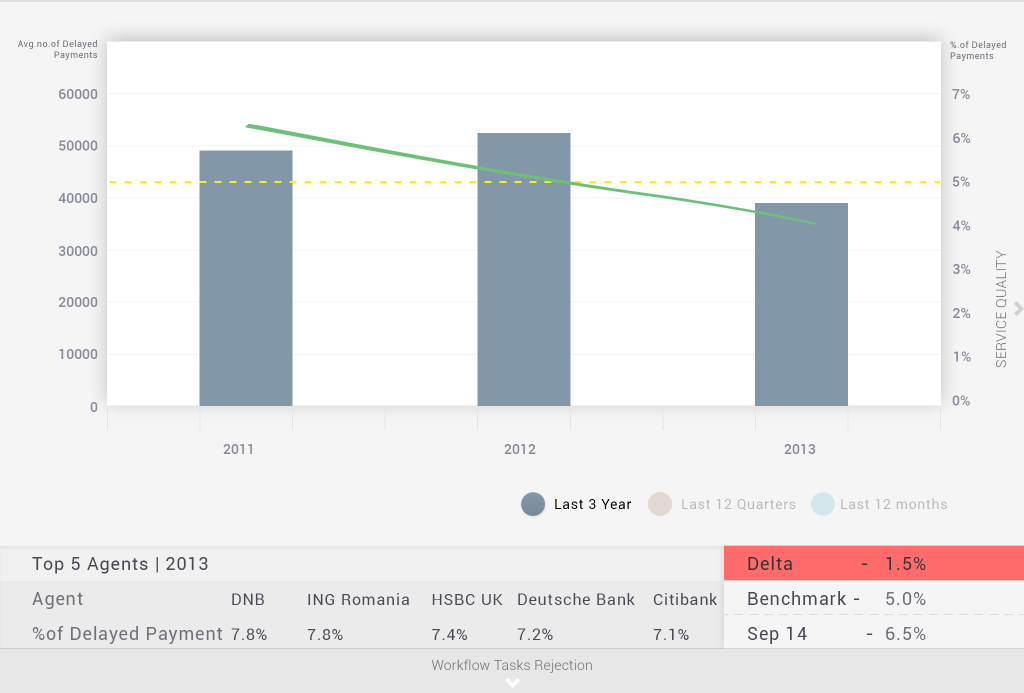 Avg.no.of Delayed
Payments
%.of Delayed
Payments
60000
50000
40000
30000
20000
10000
0
7%
6%
5%
4%
3%
2%
1%
0%
SERVICE QUALITY
2011 2012 2013
Last 3 Year Last 12 Quarters Last 12 months
Top 5 Agents | 2013
Agent DNB ING Romania HSBC UK Deutsche Bank Citibank
%of Delayed Payment 7.8% 7.8% 7.4% 7.2% 7.1%
Delta - 1.5%
Benchmark - 5.0%
Sep 14 - 6.5%
Workflow Tasks Rejection